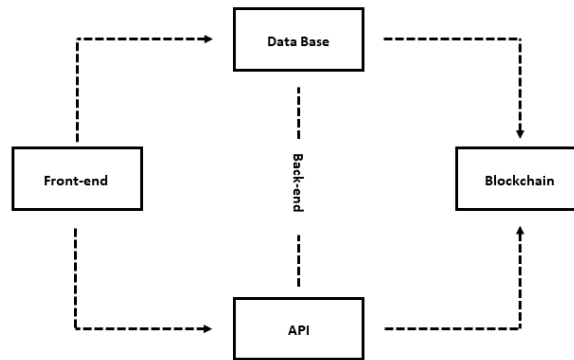 Data Base
Front-end
Back-end
Blockchain
API